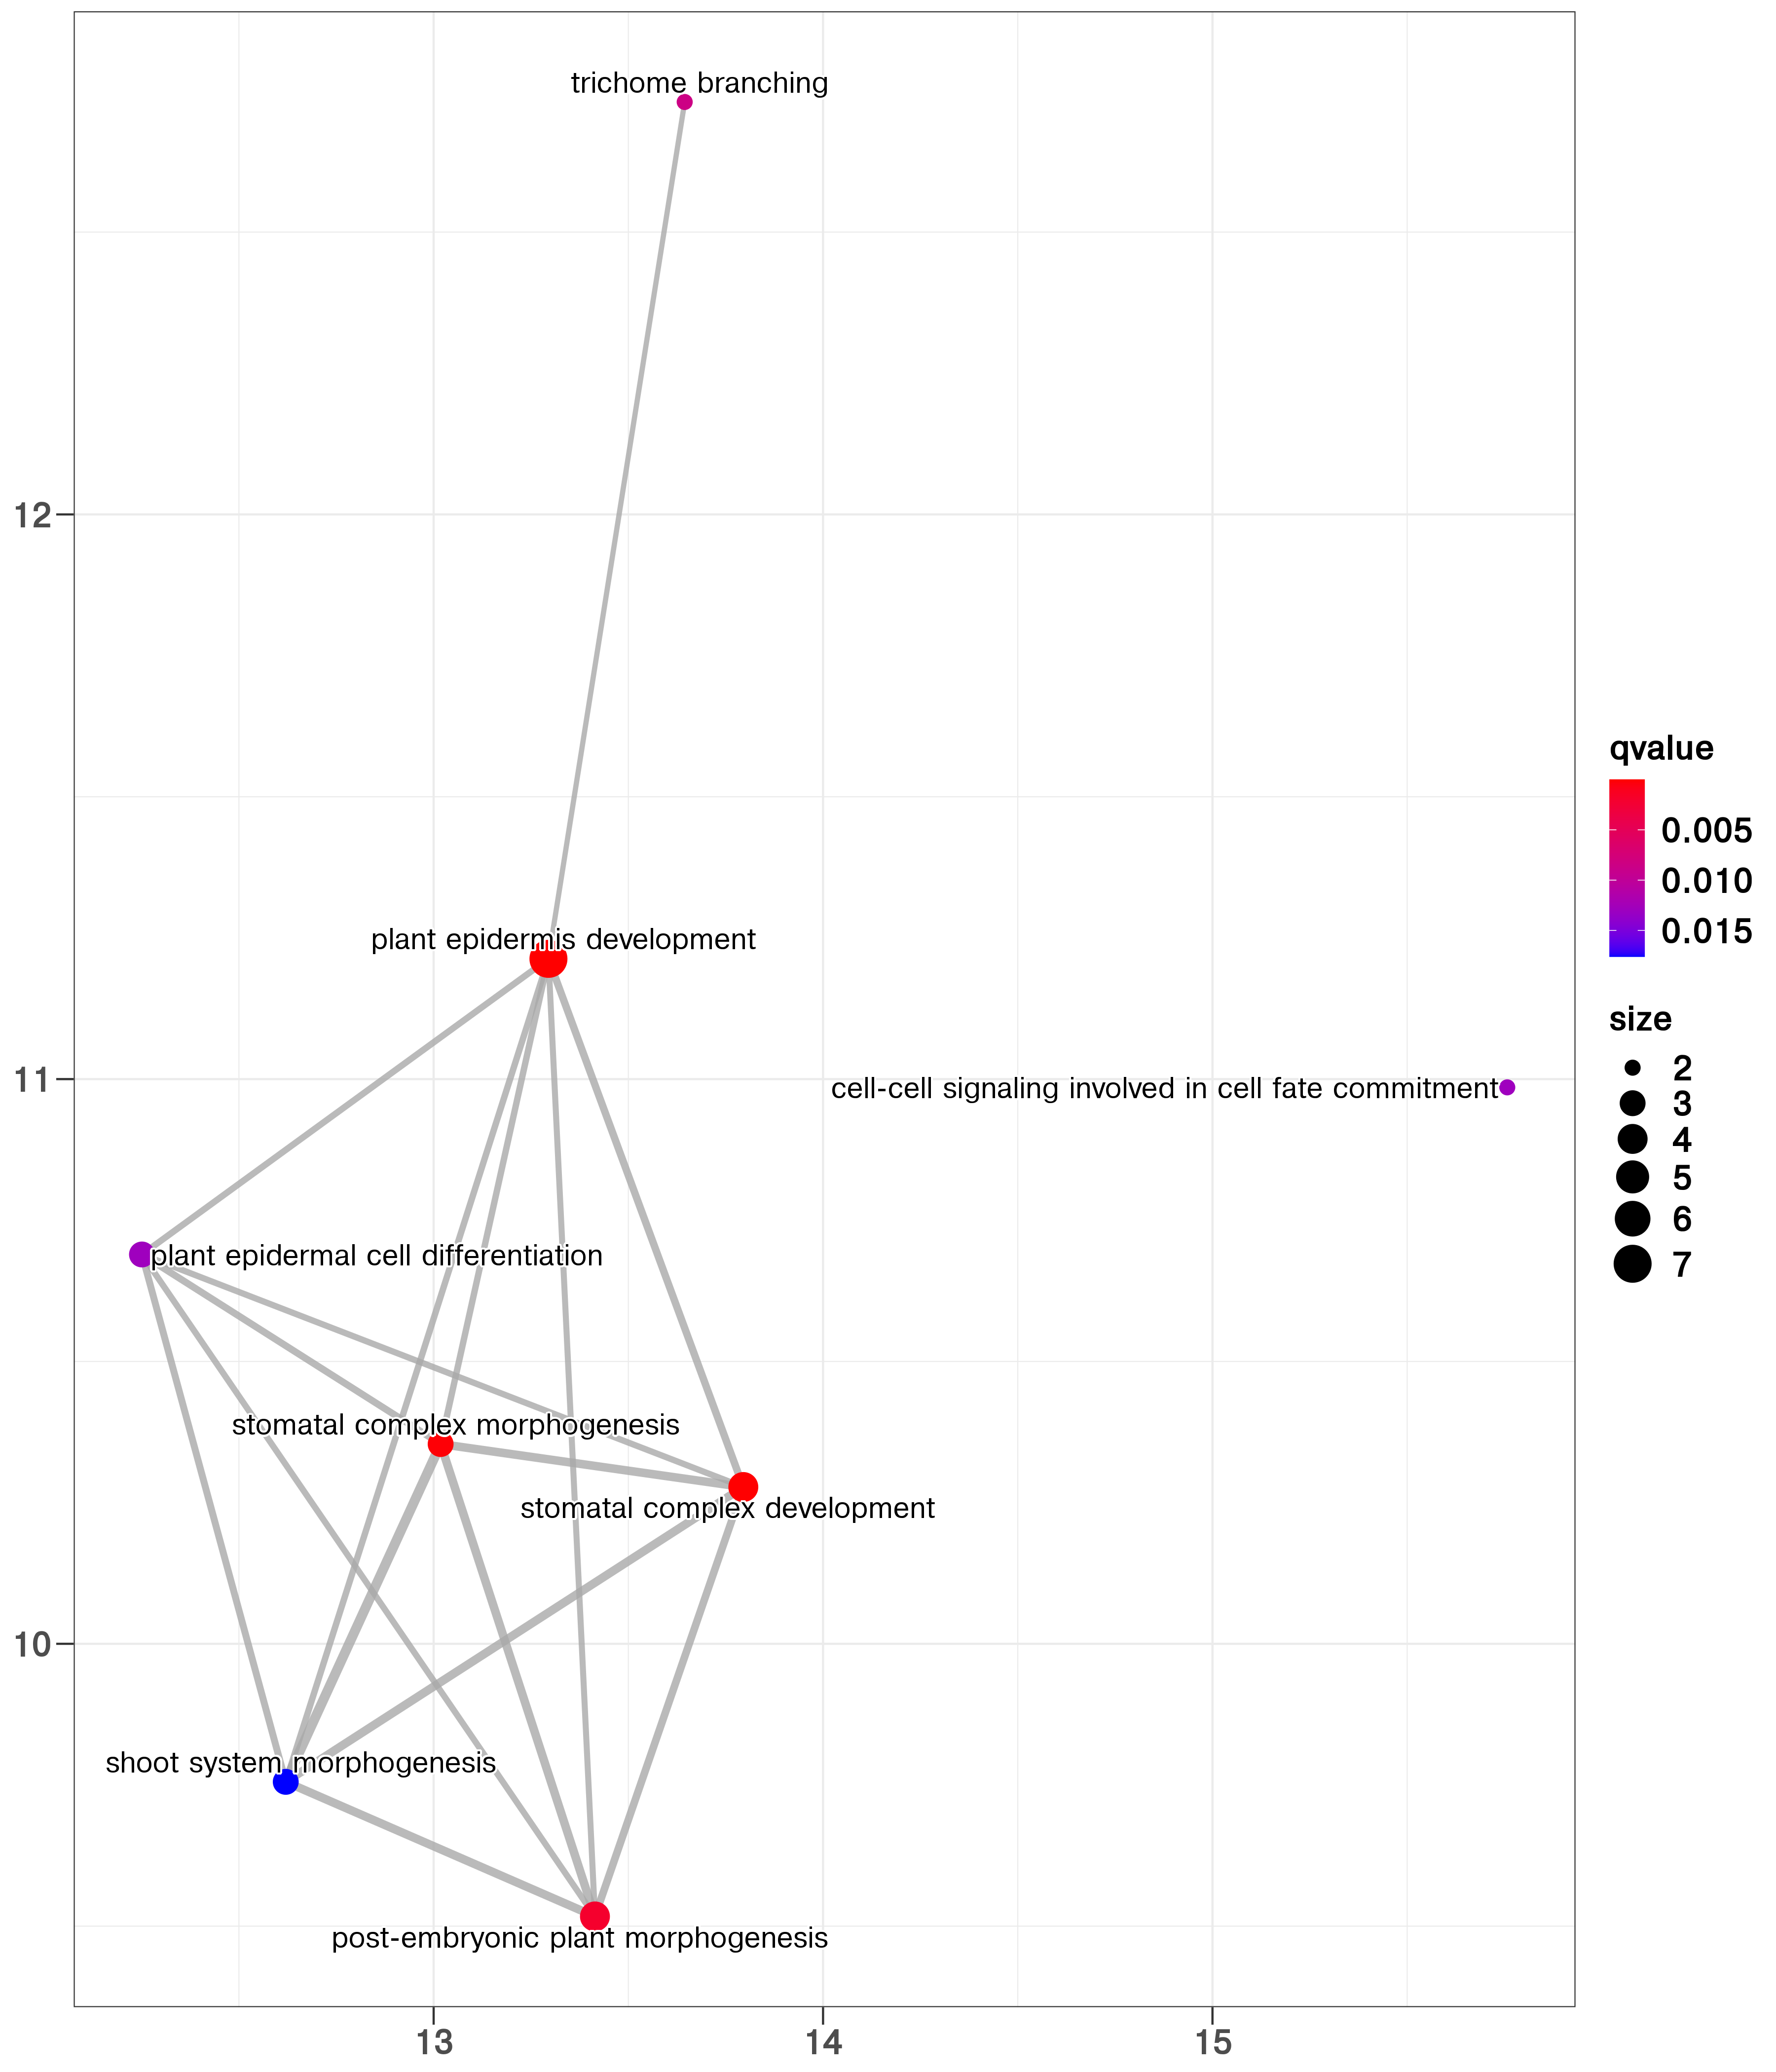 trichome branching
12
plant epidermis development
qvalue
0.005
0.010
0.015
size
2
3
4
5
6
7
11
cell-cell signaling involved in cell fate commitment
plant epidermal cell differentiation
stomatal complex morphogenesis
stomatal complex development
10
shoot system morphogenesis
post-embryonic plant morphogenesis
13
14
15